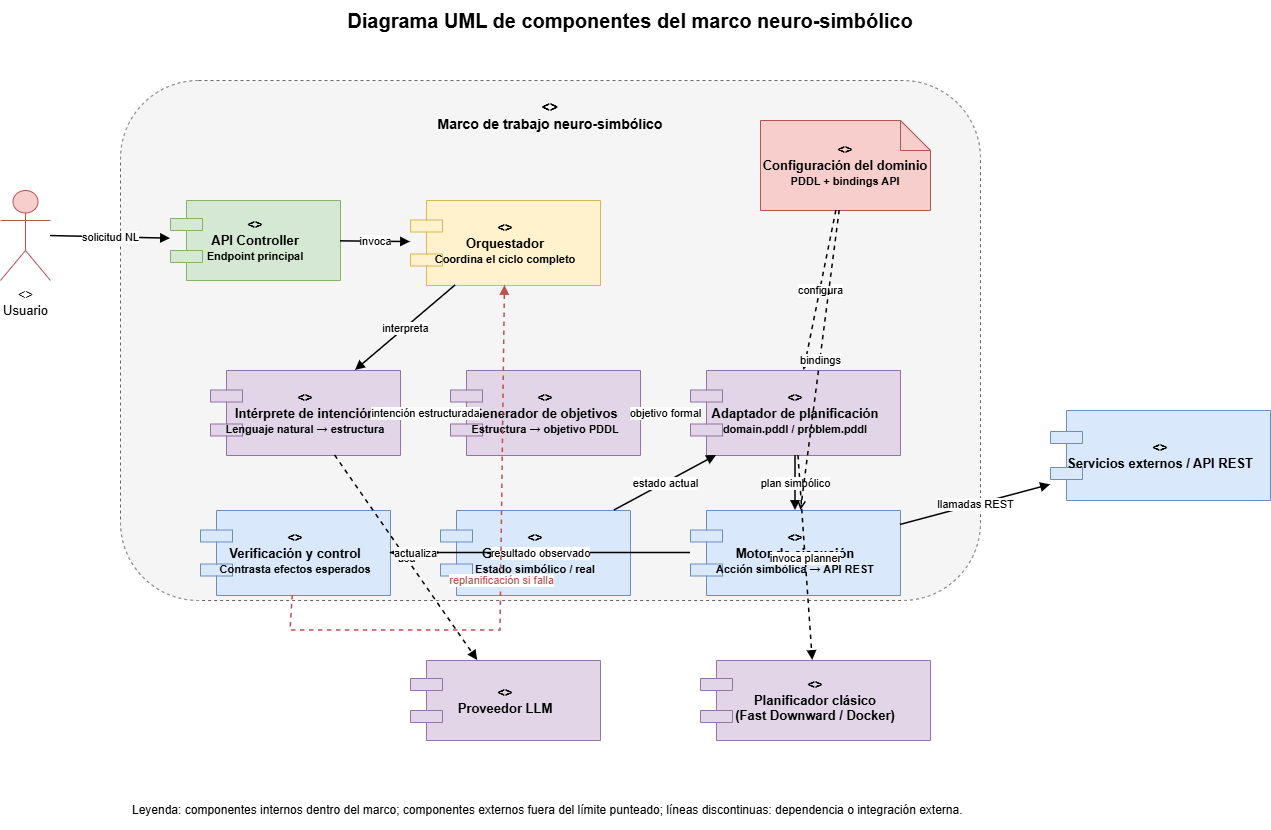 Diagrama UML de componentes del marco neuro-simbólico
<>
Marco de trabajo neuro-simbólico
<>
Configuración del dominio
PDDL + bindings API
<>
Usuario
solicitud NL
<>
API Controller
Endpoint principal
invoca
<>
Orquestador
Coordina el ciclo completo
configura
interpreta
bindings
<>
Intérprete de intención
Lenguaje natural → estructura
intención estructurada
<>
enerador de objetivos
Estructura → objetivo PDDL
objetivo formal
<>
Adaptador de planificación
domain.pddl / problem.pddl
<>
Servicios externos / API REST
estado actual
plan simbólico
llamadas REST
<>
Verificación y control
Contrasta efectos esperados
actualiza
<>
resultado observado
Estado simbólico / real
replanificación si falla
<>
Motor de
invoca planner
Acción simbólica → API REST
<>
Proveedor LLM
<>
Planificador clásico
(Fast Downward / Docker)
Leyenda: componentes internos dentro del marco; componentes externos fuera del límite punteado; líneas discontinuas: dependencia o integración externa.